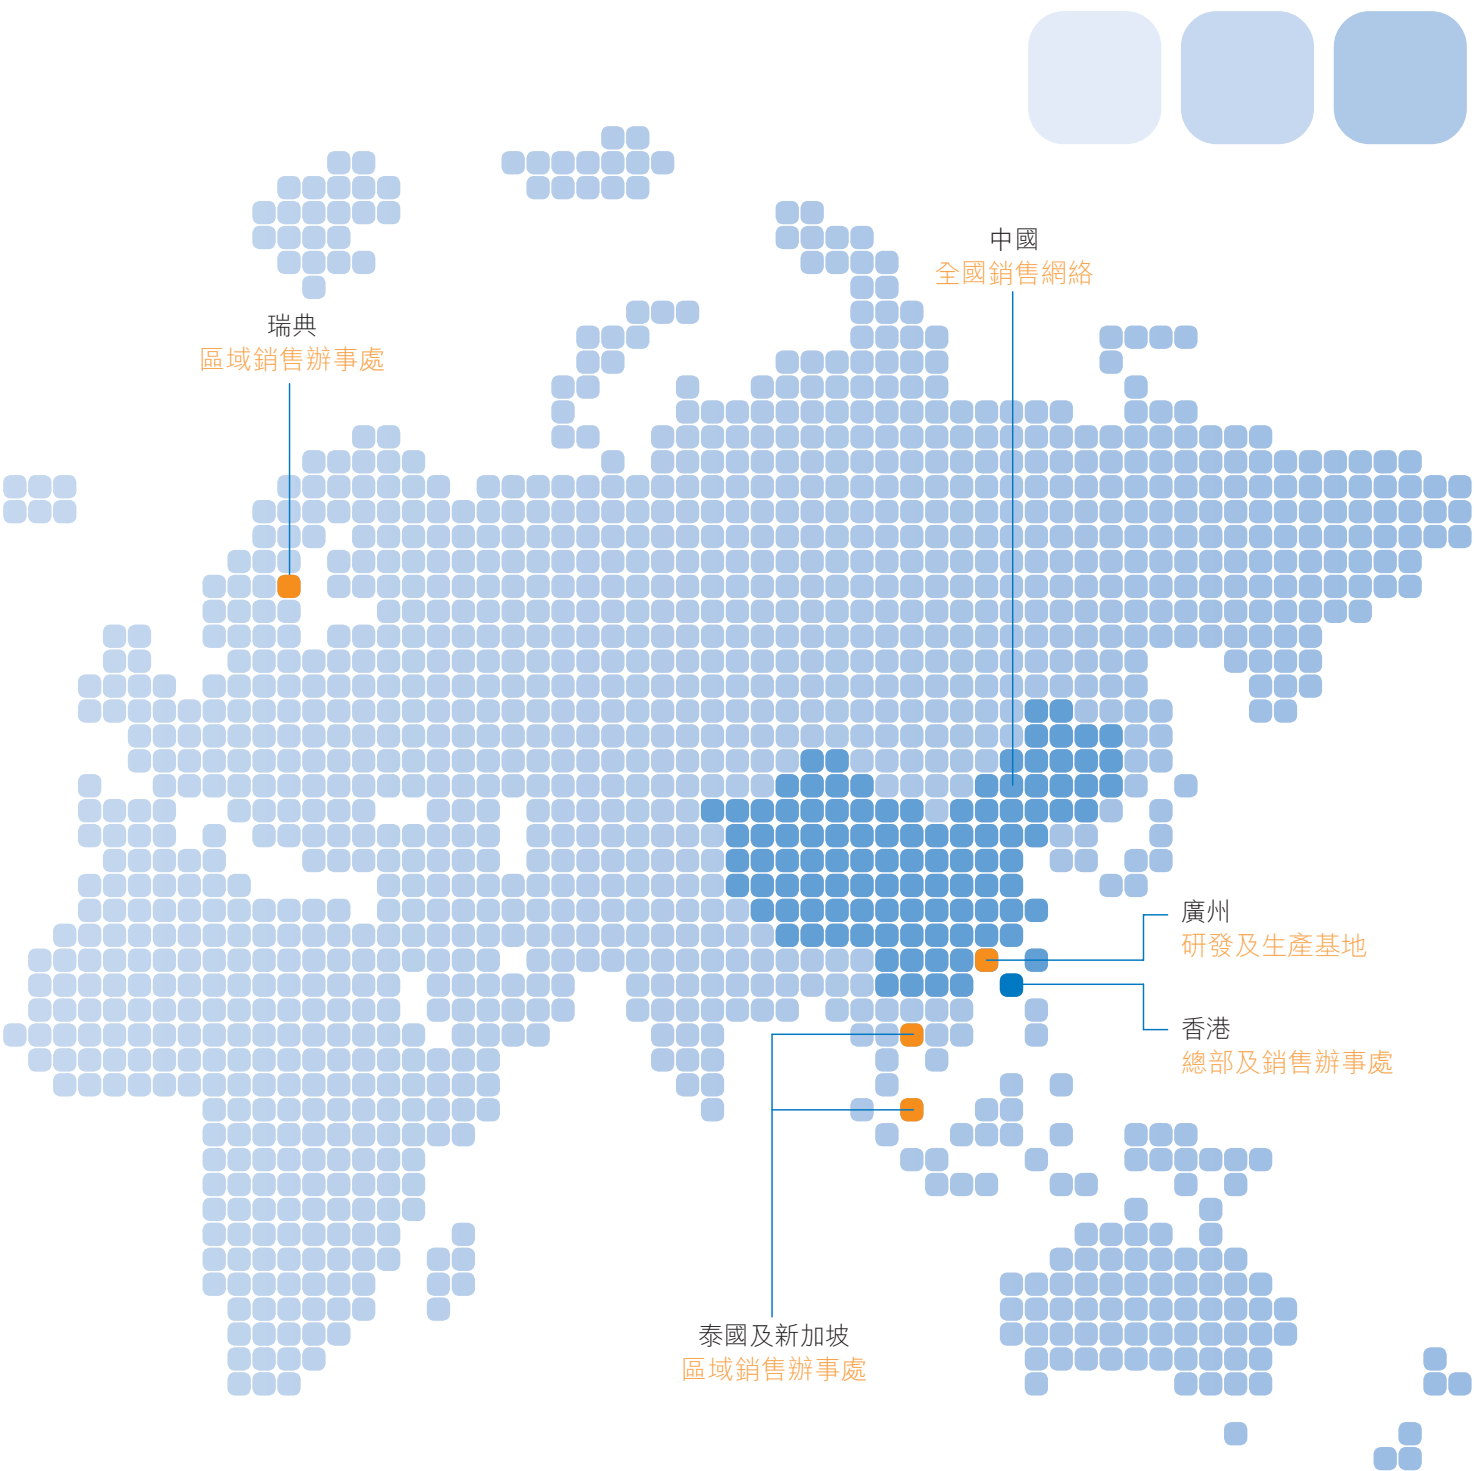 中國
全國銷售網絡
瑞典
區域銷售辦事處
廣州
研發及生產基地
香港
總部及銷售辦事處
泰國及新加坡
區域銷售辦事處